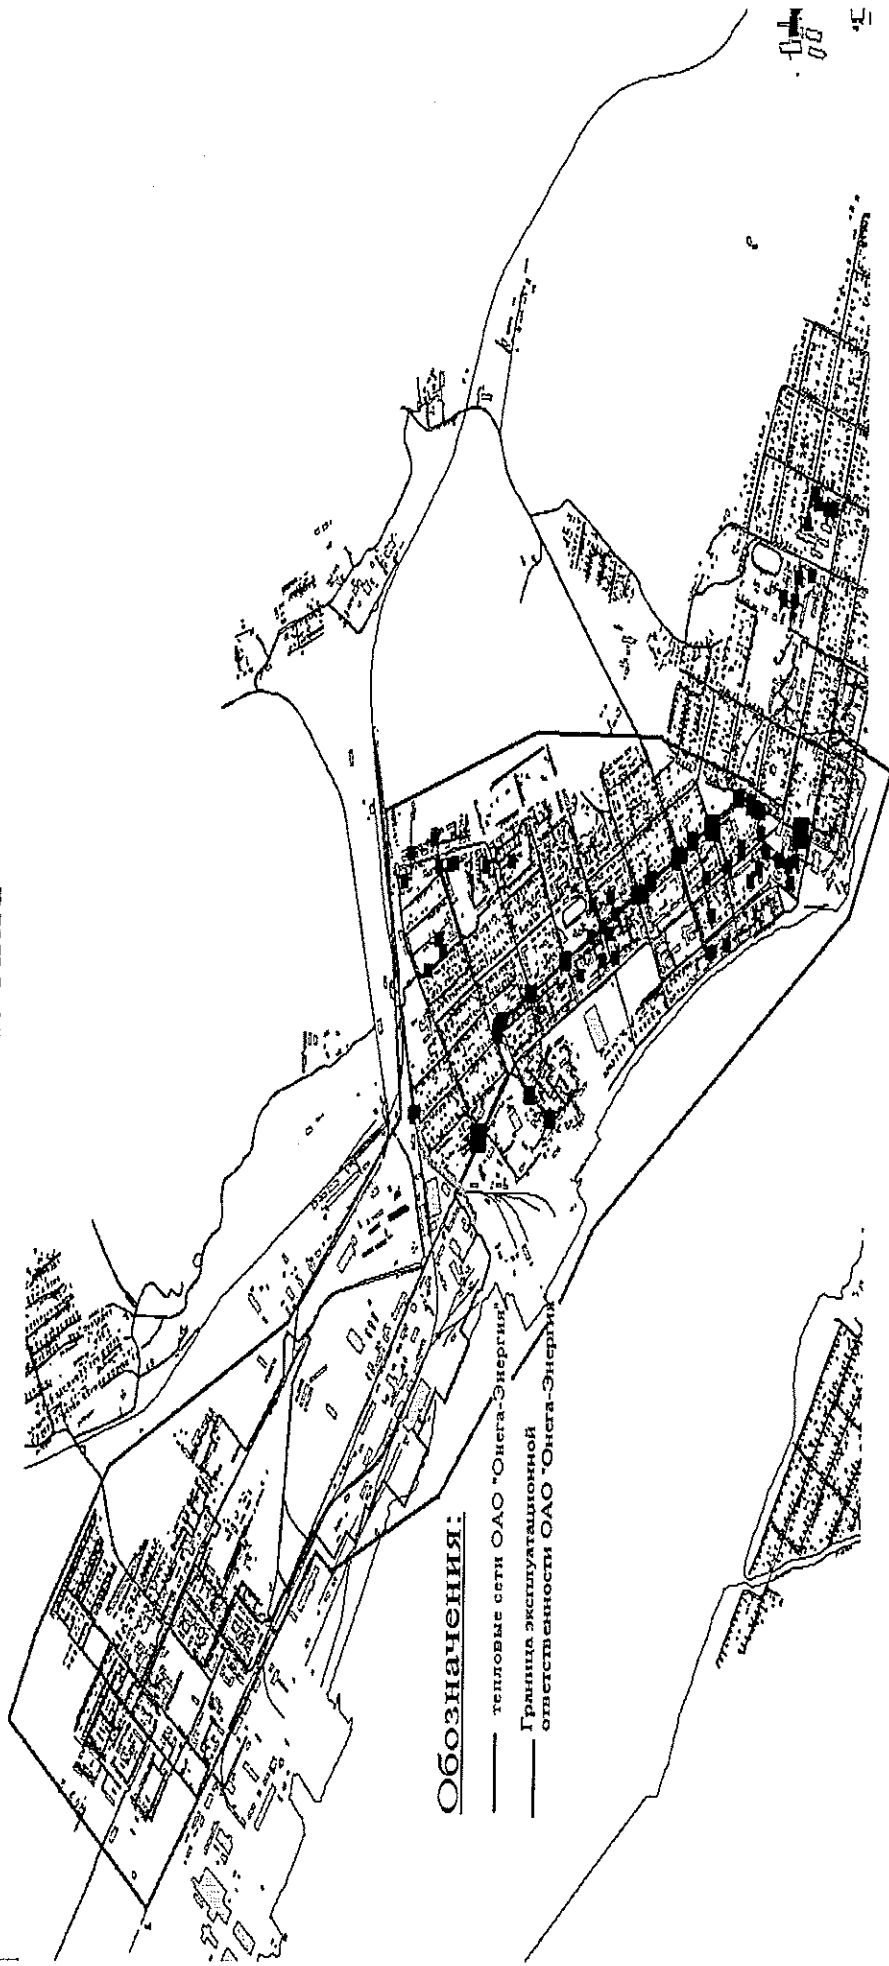 Обозначения:
тепловые сети ОАО "Онега-Энергия"
Граница эксплуатационной
ответственности ОАО "Онега-Энергия